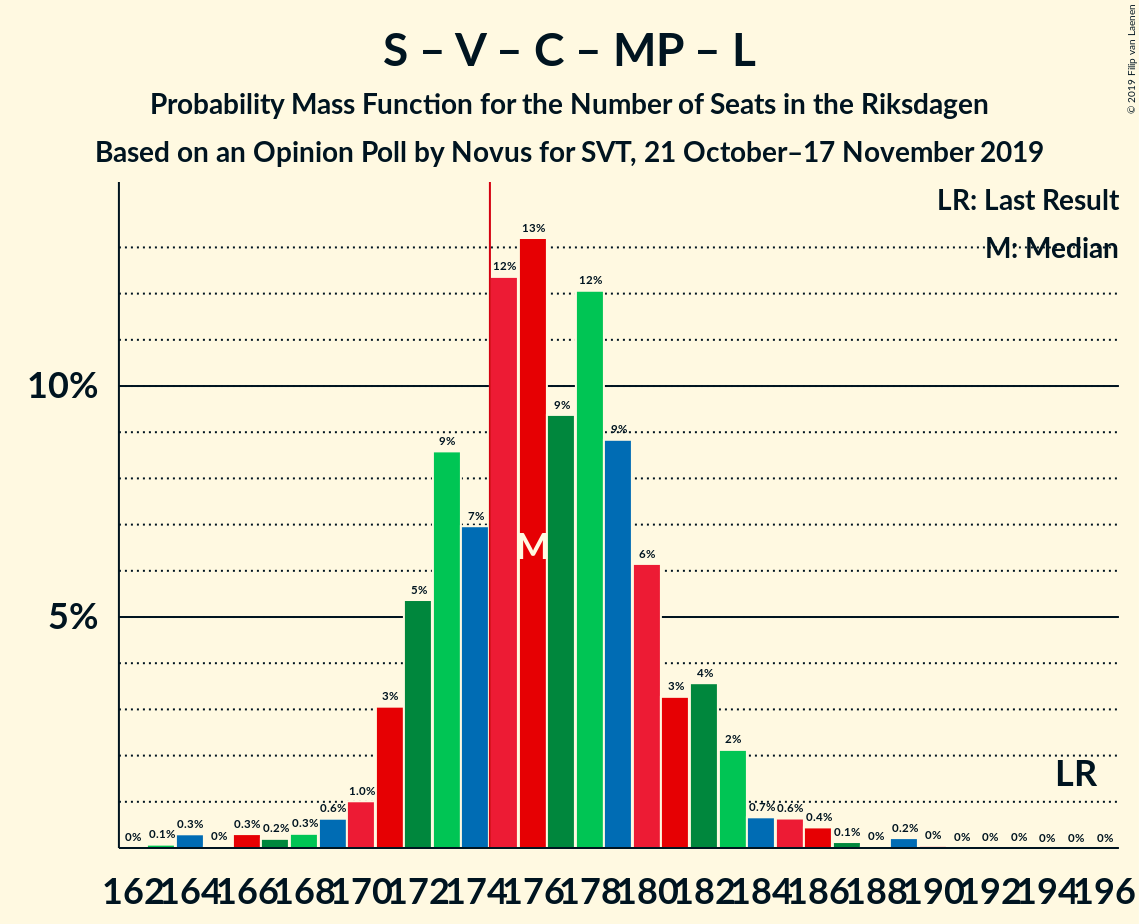 S – V – C – MP – L
Probability Mass Function for the Number of Seats in the Riksdagen
Based on an Opinion Poll by Novus for SVT, 21 October–17 November 2019
© 2019 Filip van Laenen
LR: Last Result
M: Median
13%
12%
12%
10%
9%
9%
9%
7%
M
6%
5%
5%
4%
3%
3%
2%
LR
1.0%
0.6%
0.7%
0.6%
0.4%
0% 0.1% 0.3% 0% 0.3% 0.2% 0.3% 0.1% 0% 0.2% 0% 0% 0% 0% 0% 0% 0%
162 164 166 168 170 172 174 176 178 180 182 184 186 188 190 192 194 196